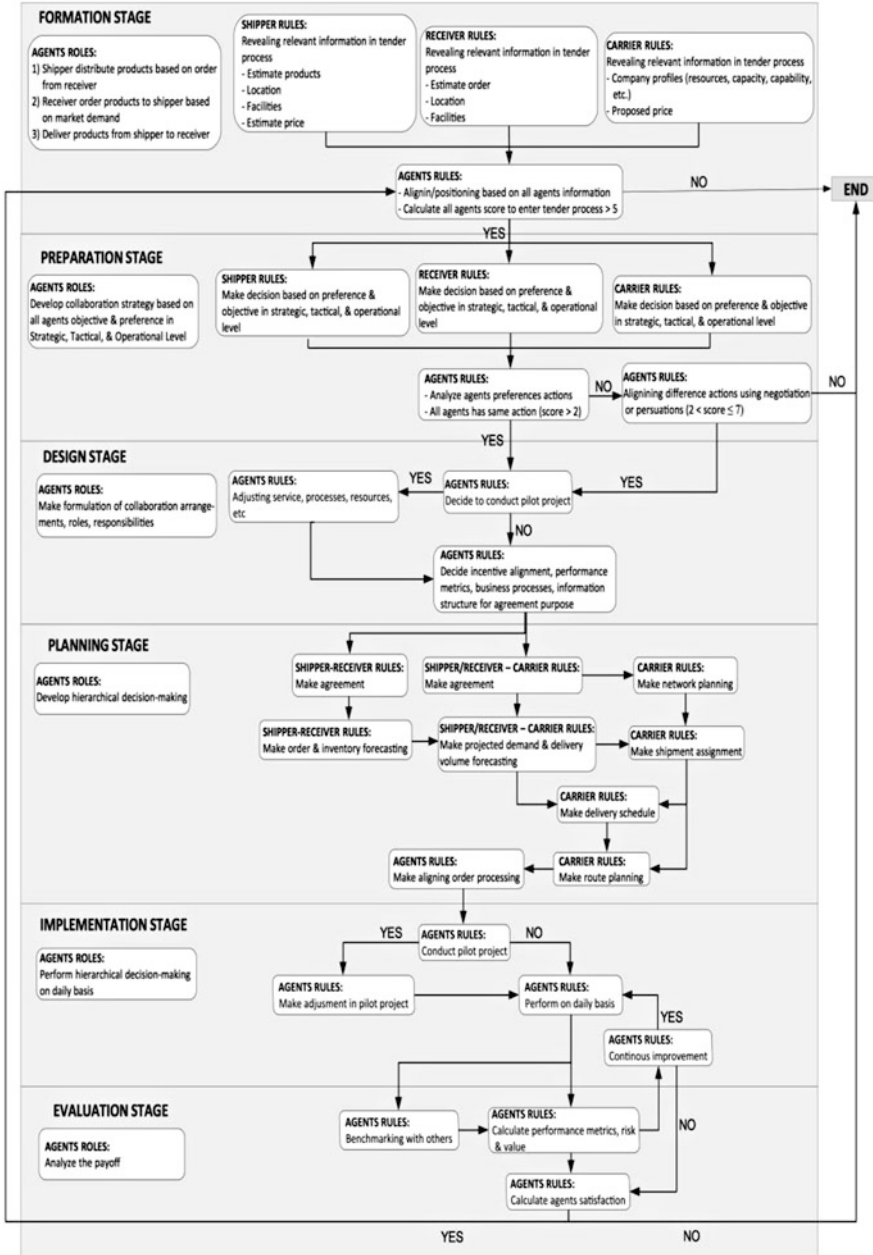 FORMATION STAGE
AGENTS ROLES:
1) Shipper distribute products based on order
from receiver
2) Receiver order products to shipper based
on market demand
3) Deliver products from shipper to receiver
SHIPPER RULES:
Revealing relevant information in tender
process
- Estimate products
- Location
- Facilities
- Estimate price
RECEIVER RULES:
Revealing relevant information in tender
process
- Estimate order
- Location
- Facilities
CARRIER RULES:
Revealing relevant information in tender process
- Company profiles (resources, capacity, capability,
etc.)
- Proposed price
AGENTS RULES:
- Alignin/positioning based on all agents information
- Calculate all agents score to enter tender process > 5
NO
END
YES
PREPARATION STAGE
AGENTS ROLES:
Develop collaboration strategy based on
all agents objective & preference in
Strategic, Tactical, & Operational Level
SHIPPER RULES:
Make decision based on preference &
objective in strategic, tactical, & operational
level
RECEIVER RULES:
Make decision based on preference &
objective in strategic, tactical, & operational
level
CARRIER RULES:
Make decision based on preference & objective
in strategic, tactical, & operational level
AGENTS RULES:
- Analyze agents preferences actions
- All agents has same action (score > 2)
NO
AGENTS RULES:
Alignining difference actions using negotiation
or persuations (2 < score ≤ 7)
NO
YES
DESIGN STAGE
AGENTS ROLES:
Make formulation of collaboration arrange-
ments, roles, responsibilities
AGENTS RULES:
Adjusting service, processes, resources,
etc
YES
AGENTS RULES:
Decide to conduct pilot project
YES
NO
AGENTS RULES:
Decide incentive alignment, performance
metrics, business processes, information
structure for agreement purpose
PLANNING STAGE
AGENTS ROLES:
Develop hierarchical decision-making
SHIPPER-RECEIVER RULES:
Make agreement
SHIPPER/RECEIVER – CARRIER RULES:
Make agreement
CARRIER RULES:
Make network planning
SHIPPER-RECEIVER RULES:
Make order & inventory forecasting
SHIPPER/RECEIVER – CARRIER RULES:
Make projected demand & delivery
volume forecasting
CARRIER RULES:
Make shipment assignment
CARRIER RULES:
Make delivery schedule
AGENTS RULES:
Make aligning order processing
CARRIER RULES:
Make route planning
IMPLEMENTATION STAGE
AGENTS ROLES:
Perform hierarchical decision-making
on daily basis
YES
AGENTS RULES:
Conduct pilot project
NO
AGENTS RULES:
Make adjusment in pilot project
AGENTS RULES:
Perform on daily basis
YES
AGENTS RULES:
Continous improvement
EVALUATION STAGE
AGENTS ROLES:
Analyze the payoff
AGENTS RULES:
Benchmarking with others
AGENTS RULES:
Calculate performance metrics, risk
& value
NO
AGENTS RULES:
Calculate agents satisfaction
YES
NO